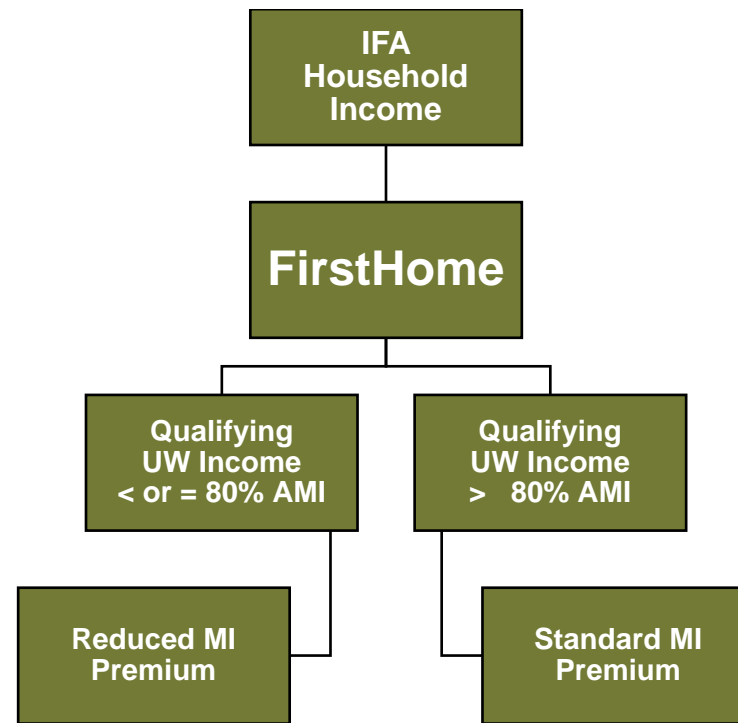 IFA
Household
Income
FirstHome
Qualifying
UW Income
< or = 80% AMI
Qualifying
UW Income
> 80% AMI
Reduced MI
Premium
Standard MI
Premium